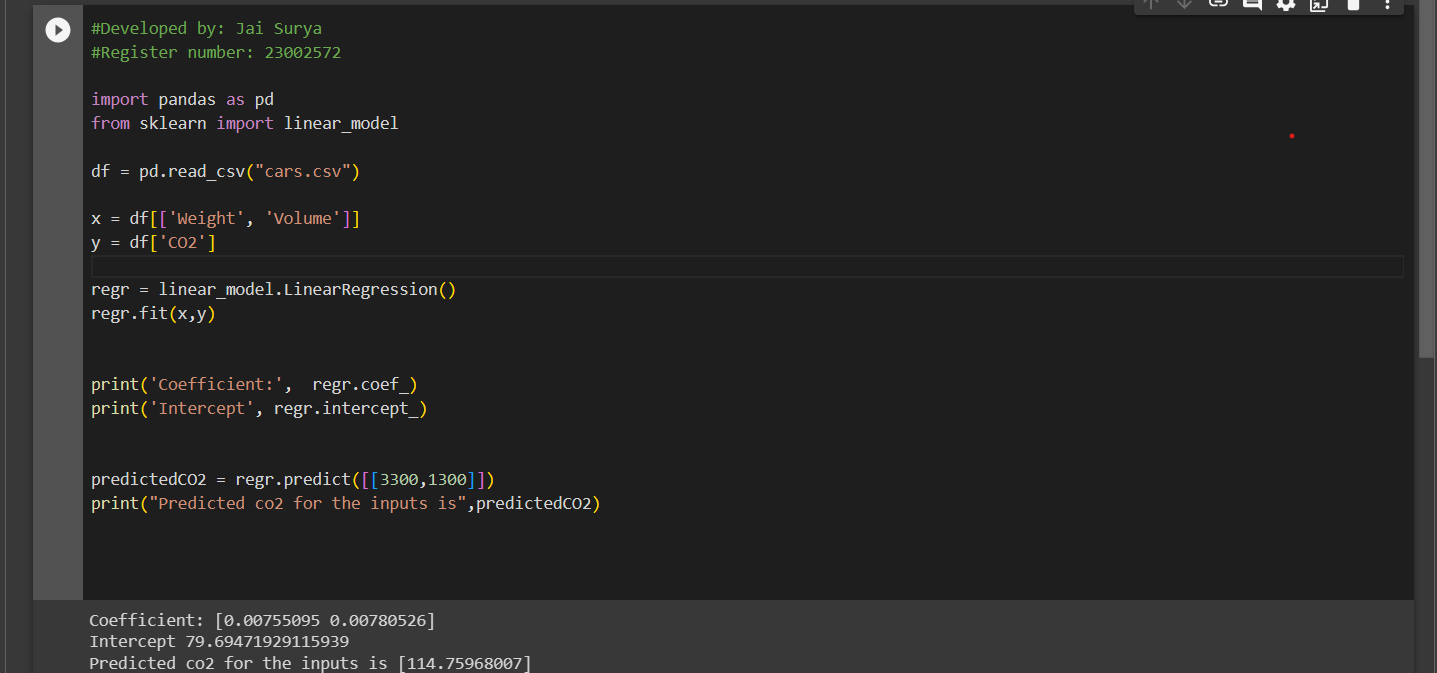 #Developed by: Jai Surya
#Register number: 23002572
import pandas as pd
from sklearn import linear_model
df = pd.read_csv("cars.csv")
x = df[['Weight', 'Volume']]
y = df['CO2']
regr = linear_model.LinearRegression()
regr.fit(x,y)
print('Coefficient:',  regr.coef_)
print('Intercept', regr.intercept_)
predictedCO2 = regr.predict([[3300,1300]])
print("Predicted co2 for the inputs is",predictedCO2)
Coefficient: [0.00755095 0.00780526]
Intercept 79.69471929115939
Predicted co2 for the inputs is [114.75968007]